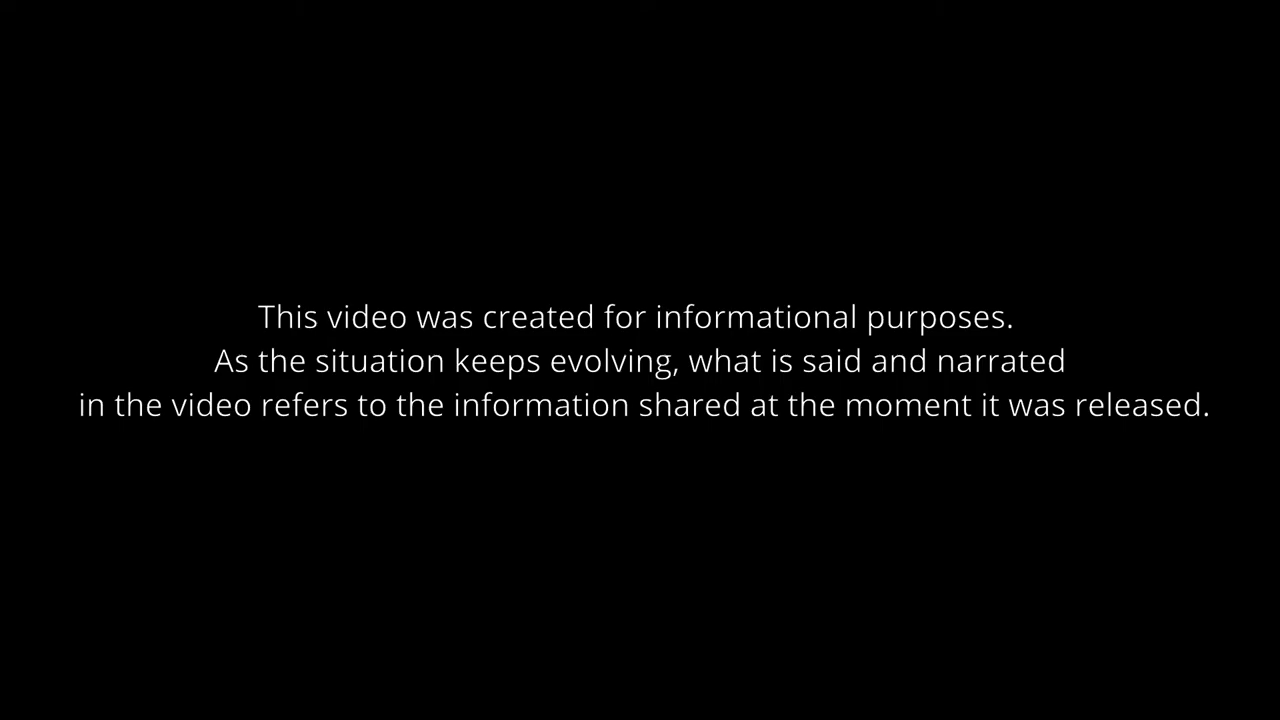 This video was created for informational purposes.
As the situation keeps evolving, what is said and narrated
in the video refers to the information shared at the moment it was released.